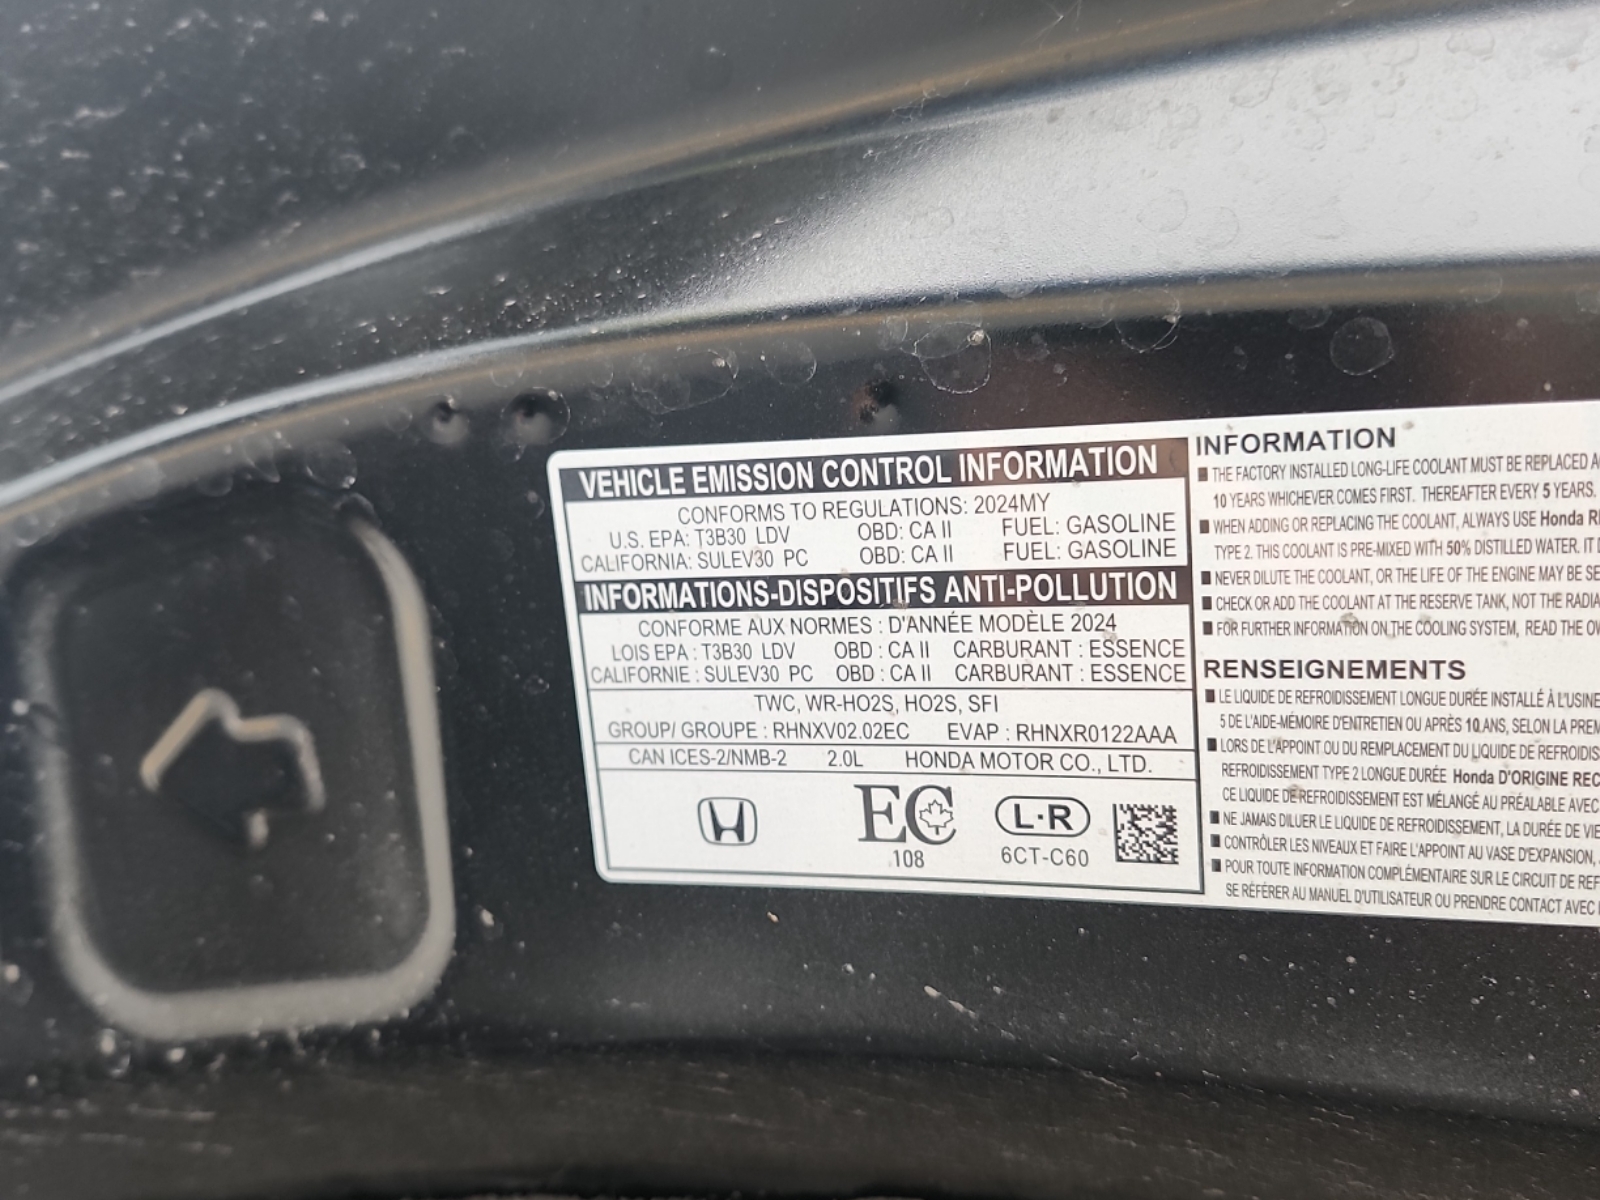 VEHICLE EMISSION CONTROL INFORMATION
CONFORMS TO REGULATIONS: 2024MY
U.S. EPA: T3B30 LDV OBD: CA II FUEL: GASOLINE
CALIFORNIA: SULEV30 PC OBD: CA II FUEL: GASOLINE
INFORMATIONS-DISPOSITIFS ANTI-POLLUTION
CONFORME AUX NORMES : D'ANNÉE MODÈLE 2024
LOIS EPA : T3B30 LDV OBD : CA II CARBURANT : ESSENCE
CALIFORNIE : SULEV30 PC OBD : CA II CARBURANT : ESSENCE
TWC, WR-HO2S, HO2S, SFI
GROUP/ GROUPE : RHNXV02.02EC EVAP : RHNXR0122AAA
CAN ICES-2/NMB-2 2.0L HONDA MOTOR CO., LTD.
EC
108
L·R
6CT-C60
INFORMATION
■ THE FACTORY INSTALLED LONG-LIFE COOLANT MUST BE REPLACED
10 YEARS WHICHEVER COMES FIRST. THEREAFTER EVERY 5 YEARS.
■ WHEN ADDING OR REPLACING THE COOLANT, ALWAYS USE Honda
TYPE 2. THIS COOLANT IS PRE-MIXED WITH 50% DISTILLED WATER. IT
■ NEVER DILUTE THE COOLANT, OR THE LIFE OF THE ENGINE MAY BE
■ CHECK OR ADD THE COOLANT AT THE RESERVE TANK, NOT THE
■ FOR FURTHER INFORMATION ON THE COOLING SYSTEM, READ THE
RENSEIGNEMENTS
■ LE LIQUIDE DE REFROIDISSEMENT LONGUE DURÉE INSTALLÉ À L'USINE
5 DE L'AIDE-MÉMOIRE D'ENTRETIEN OU APRÈS 10 ANS, SELON LA
■ LORS DE L'APPOINT OU DU REMPLACEMENT DU LIQUIDE DE
REFROIDISSEMENT TYPE 2 LONGUE DURÉE Honda D'ORIGINE
CE LIQUIDE DE REFROIDISSEMENT EST MÉLANGÉ AU PRÉALABLE AVEC
■ NE JAMAIS DILUER LE LIQUIDE DE REFROIDISSEMENT, LA DURÉE DE
■ CONTRÔLER LES NIVEAUX ET FAIRE L'APPOINT AU VASE D'EXPANSION,
■ POUR TOUTE INFORMATION COMPLÉMENTAIRE SUR LE CIRCUIT DE
SE RÉFÉRER AU MANUEL D'UTILISATEUR OU PRENDRE CONTACT AVEC